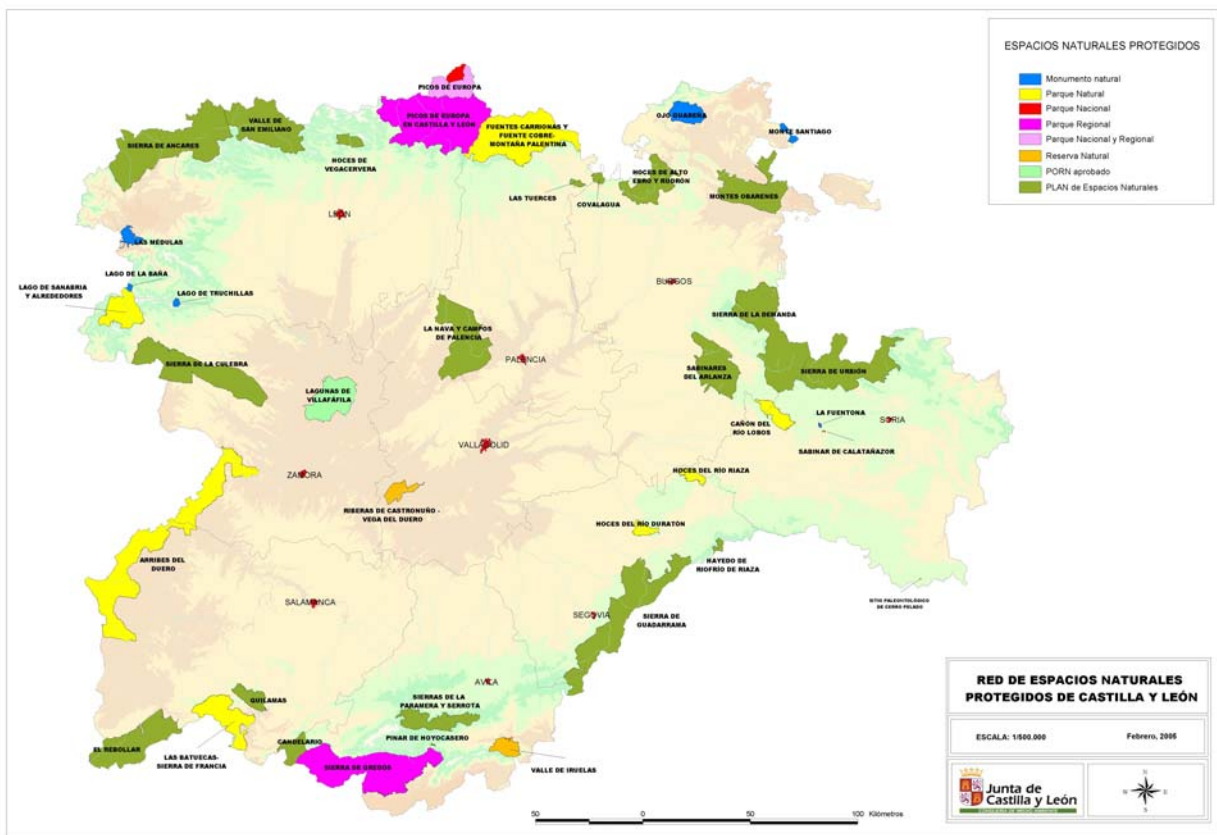 ESPACIOS NATURALES PROTEGIDOS
Monumento natural
Parque Natural
Parque Nacional
Parque Regional
Parque Nacional y Regional
Reserva Natural
PORN aprobado
PLAN de Espacios Naturales
PICOS DE EUROPA
PICOS DE EUROPA
EN CASTILLA Y LEÓN
FUENTES CARRIONAS Y
FUENTE COBRE-
MONTAÑA PALENTINA
VALLE DE
SAN EMILIANO
SIERRA DE ANCARES
HOCES DE
VEGACERVERA
OJO GUAREÑA
MONTE SANTIAGO
HOCES DE ALTO
EBRO Y RUDRÓN
LAS TUERCES
COVALAGUA
MONTES OBARENES
LEÓN
LAS MÉDULAS
LAGO DE LA BAÑA
LAGO DE SANABRIA
Y ALREDEDORES
LAGO DE TRUCHILLAS
BURGOS
SIERRA DE LA DEMANDA
LA NAVA Y CAMPOS
DE PALENCIA
PALENCIA
SIERRA DE LA CULEBRA
SABINARES
DEL ARLANZA
SIERRA DE URBIÓN
LAGUNAS DE
VILLAFÁFILA
CAÑÓN DEL
RÍO LOBOS
LA FUENTONA
SORIA
SABINAR DE CALATAÑAZOR
VALLADOLID
ZAMORA
HOCES DEL RÍO RIAZA
RIBERAS DE CASTRONUÑO -
VEGA DEL DUERO
HOCES DEL RÍO DURATÓN
ARRIBES DEL
DUERO
HAYEDO DE
RIOFRÍO DE RIAZA
SITIO PALEONTOLÓGICO
DE CERRO PELADO
SALAMANCA
SEGOVIA
SIERRA DE
GUADARRAMA
AVILA
QUILAMAS
SIERRAS DE LA
PARAMERA Y SERROTA
EL REBOLLAR
CANDELARIO
PINAR DE HOYOCASERO
LAS BATUECAS-
SIERRA DE FRANCIA
SIERRA DE GREDOS
VALLE DE IRUELAS
50 0 50 100 Kilómetros
RED DE ESPACIOS NATURALES
PROTEGIDOS DE CASTILLA Y LEÓN
ESCALA: 1/500.000 Febrero, 2005
Junta de
Castilla y León
CONSEJERÍA DE MEDIO AMBIENTE
N
S